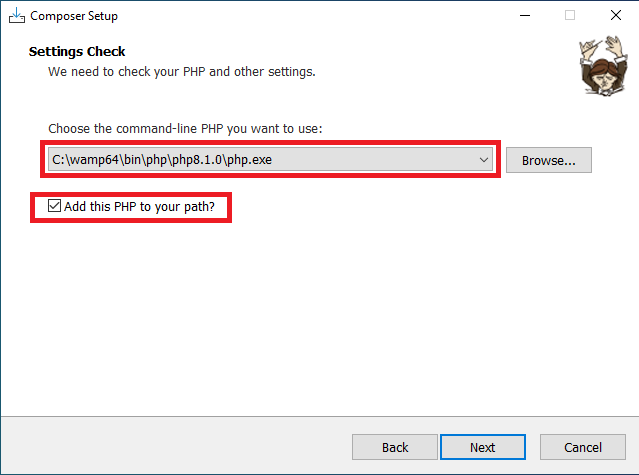 Composer Setup
Settings Check
We need to check your PHP and other settings.
Choose the command-line PHP you want to use:
C:\wamp64\bin\php\php8.1.0\php.exe
Browse...
Add this PHP to your path?
Back
Next
Cancel